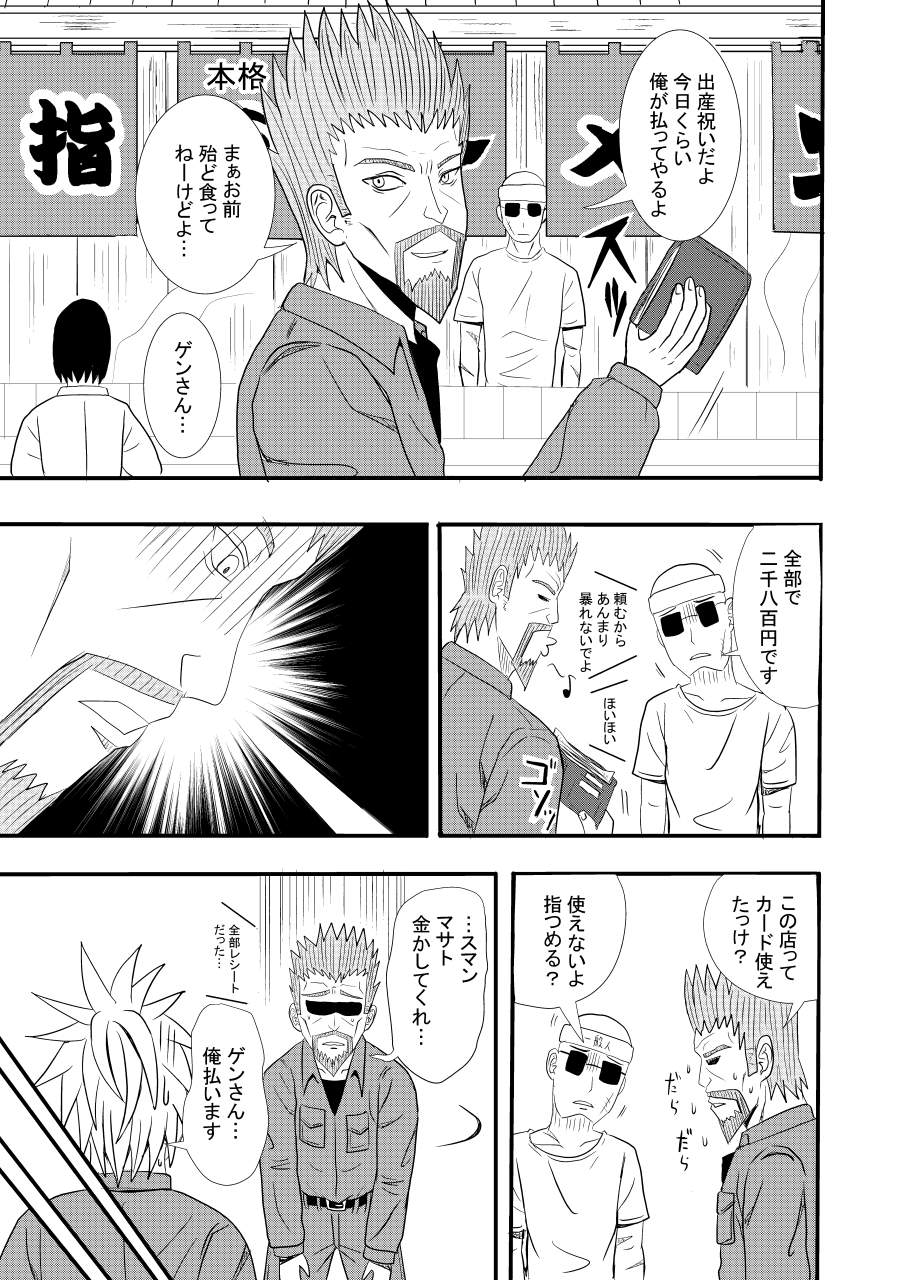 出産祝いだよ
今日くらい
俺が払ってやるよ
スッ
本格
指
メ
まぁお前
殆ど食って
ねーけどよ…
ゲンさん…
全部で
二千八百円です
頼むから
あんまり
暴れないでよ
ほいほい
ゴソッ
この店って
カード使え
たっけ?
だら
だら
使えないよ
指つめる?
殺人
…スマン
マサト
金かしてくれ…
全部レシート
だった…
ゲンさん…
俺払います